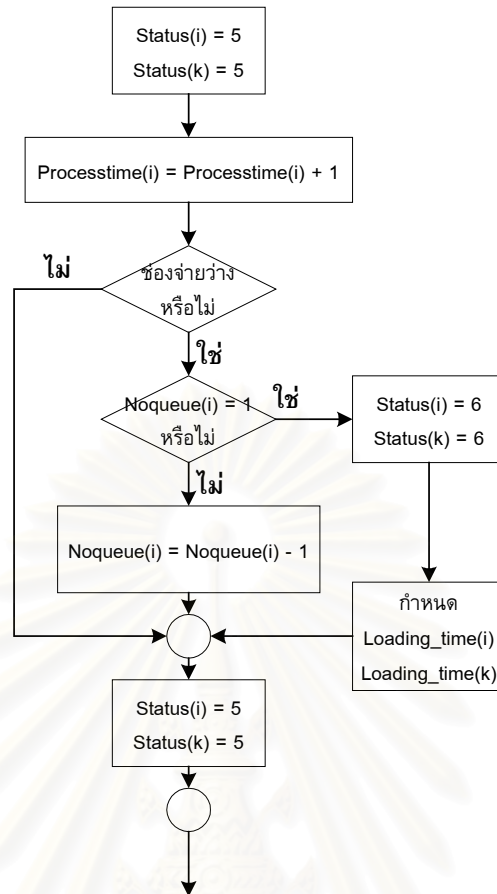 Status(i) = 5
Status(k) = 5
Processtime(i) = Processtime(i) + 1
ไม่
ช่องจ่ายว่าง
หรือไม่
ใช่
Noqueue(i) = 1
หรือไม่
ใช่
Status(i) = 6
Status(k) = 6
ไม่
Noqueue(i) = Noqueue(i) - 1
กำหนด
Loading_time(i)
Loading_time(k)
Status(i) = 5
Status(k) = 5